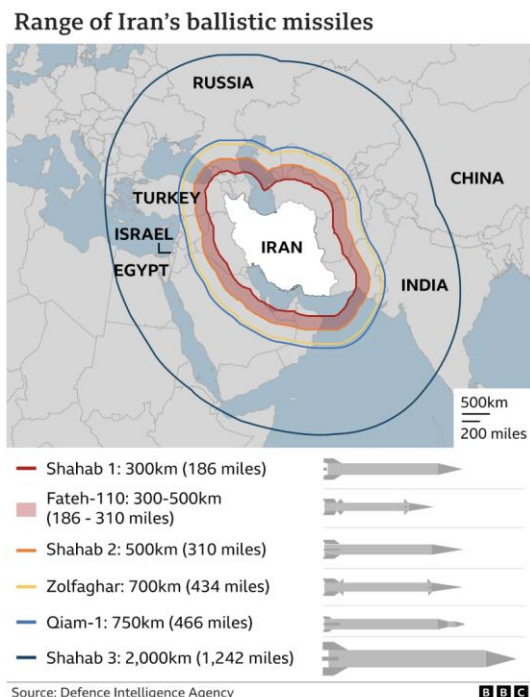 Range of Iran’s ballistic missiles
RUSSIA
CHINA
TURKEY
ISRAEL
IRAN
EGYPT
INDIA
500km
200 miles
Shahab 1: 300km (186 miles)
Fateh-110: 300-500km
(186 - 310 miles)
Shahab 2: 500km (310 miles)
Zolfaghar: 700km (434 miles)
Qiam-1: 750km (466 miles)
Shahab 3: 2,000km (1,242 miles)
Source: Defence Intelligence Agency
BBC